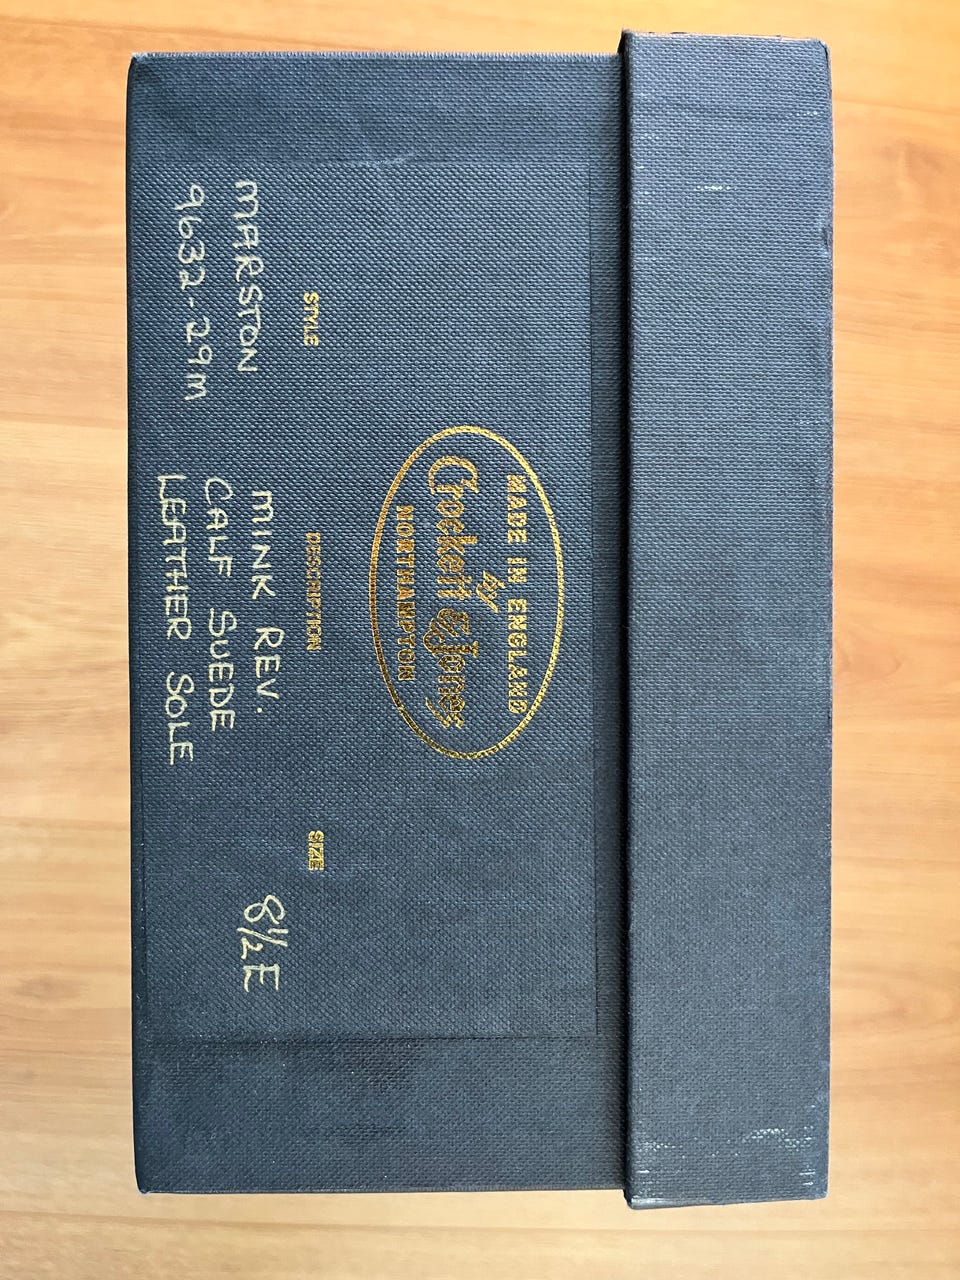 MADE IN ENGLAND
by
Crockett & Jones
NORTHAMPTON
STYLE
MARSTON
9632-29M
DESCRIPTION
MINK REV.
CALF SUEDE
LEATHER SOLE
SIZE
8½E